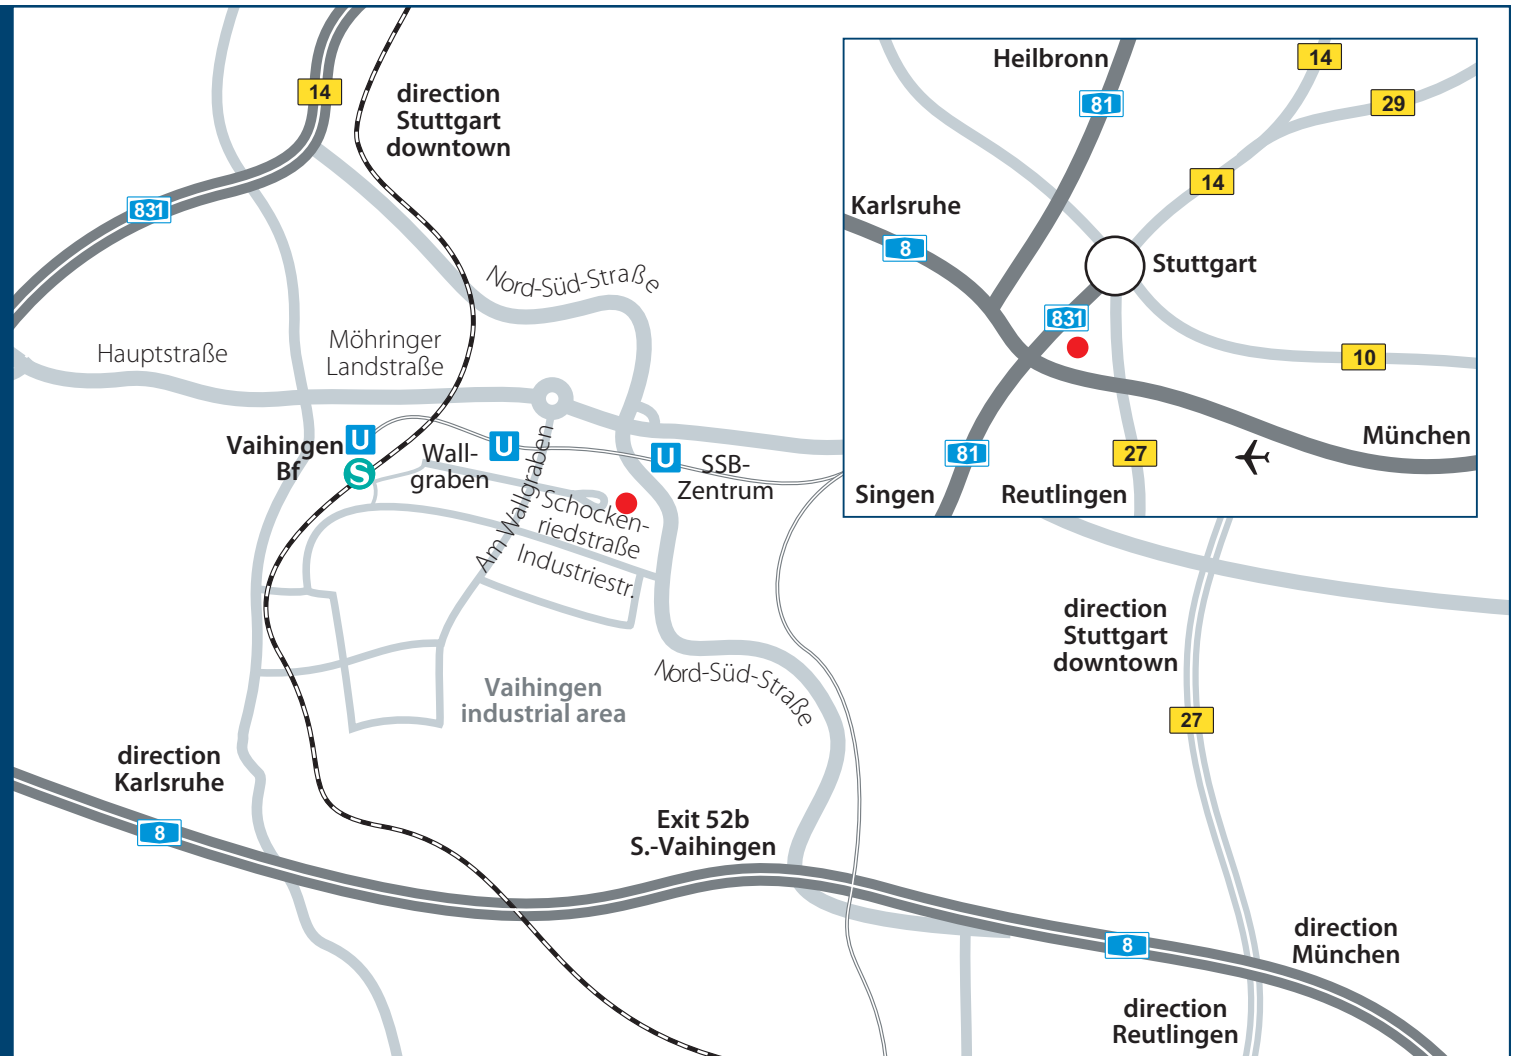 14
direction
Stuttgart
downtown
831
Nord-Süd-Straße
Hauptstraße
Möhringer
Landstraße
Vaihingen
Bf
U
S
Wall-
graben
U
Am Wallgraben
U
SSB-
Zentrum
Schocken-
riedstraße
Industriestr.
Vaihingen
industrial area
Nord-Süd-Straße
direction
Karlsruhe
8
Exit 52b
S.-Vaihingen
direction
Stuttgart
downtown
27
8
direction
München
direction
Reutlingen
Heilbronn
81
14
29
14
Karlsruhe
8
Stuttgart
831
10
München
81
27
Singen
Reutlingen